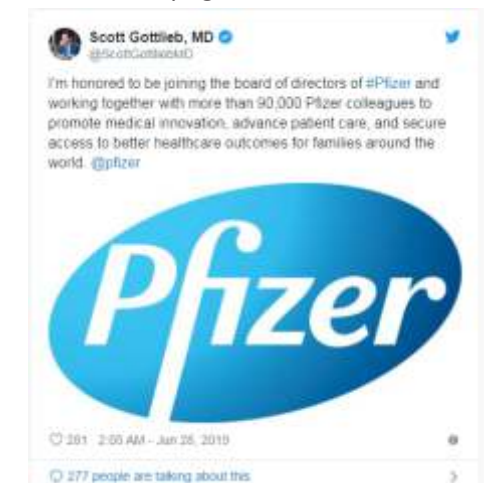 Scott Gottlieb, MD
@ScottGottliebMD
I'm honored to be joining the board of directors of #Pfizer and
working together with more than 90,000 Pfizer colleagues to
promote medical innovation, advance patient care, and secure
access to better healthcare outcomes for families around the
world. @pfizer
Pfizer
281 2:05 AM - Jun 28, 2019
277 people are talking about this